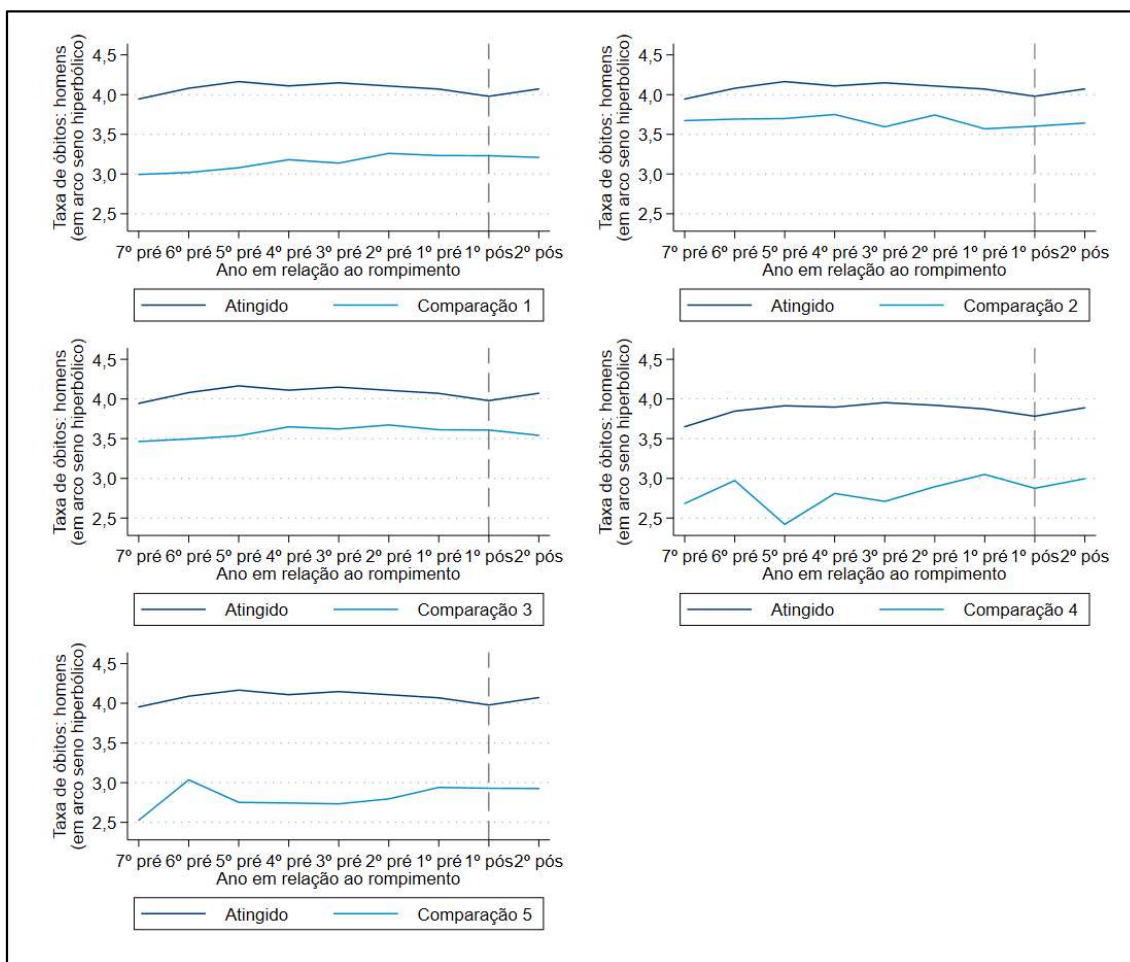 Taxa de óbitos: homens
(em arco seno hiperbólico)
4,5
4,0
3,5
3,0
2,5
7º pré 6º pré 5º pré 4º pré 3º pré 2º pré 1º pré 1º pós 2º pós
Ano em relação ao rompimento
Atingido Comparação 1
Taxa de óbitos: homens
(em arco seno hiperbólico)
4,5
4,0
3,5
3,0
2,5
7º pré 6º pré 5º pré 4º pré 3º pré 2º pré 1º pré 1º pós 2º pós
Ano em relação ao rompimento
Atingido Comparação 2
Taxa de óbitos: homens
(em arco seno hiperbólico)
4,5
4,0
3,5
3,0
2,5
7º pré 6º pré 5º pré 4º pré 3º pré 2º pré 1º pré 1º pós 2º pós
Ano em relação ao rompimento
Atingido Comparação 3
Taxa de óbitos: homens
(em arco seno hiperbólico)
4,5
4,0
3,5
3,0
2,5
7º pré 6º pré 5º pré 4º pré 3º pré 2º pré 1º pré 1º pós 2º pós
Ano em relação ao rompimento
Atingido Comparação 4
Taxa de óbitos: homens
(em arco seno hiperbólico)
4,5
4,0
3,5
3,0
2,5
7º pré 6º pré 5º pré 4º pré 3º pré 2º pré 1º pré 1º pós 2º pós
Ano em relação ao rompimento
Atingido Comparação 5